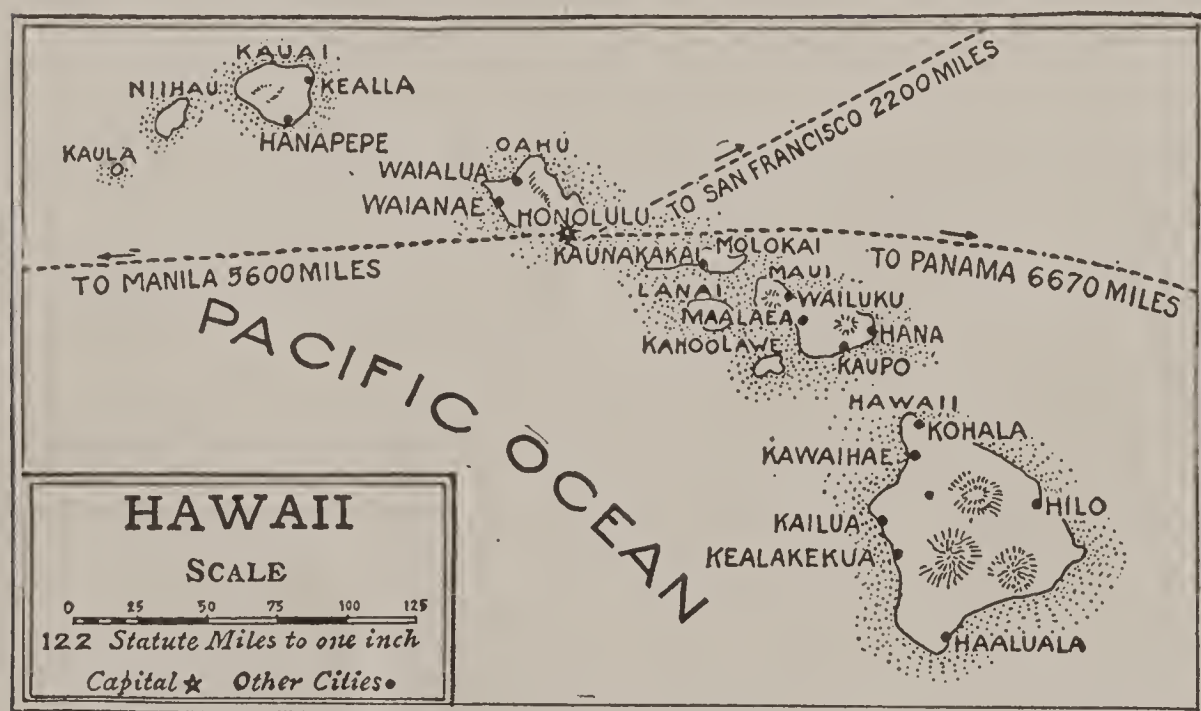 KAUAI
NIIHAU
KEALLA
HANAPEPE
KAULA
OAHU
WAIALUA
WAIANAE
HONOLULU
TO SAN FRANCISCO 2200 MILES
TO MANILA 5600 MILES
KAUNAKAKAI
MOLOKAI
TO PANAMA 6670 MILES
LANAI
MAUI
WAILUKU
MAALAEA
HANA
KAHOOLAWE
KAUPO
PACIFIC OCEAN
HAWAII
KOHALA
KAWAIHAE
HILO
KAILUA
KEALAKEKUA
HAALUALA
HAWAII
SCALE
0 25 50 75 100 125
122 Statute Miles to one inch
Capital ☆ Other Cities •